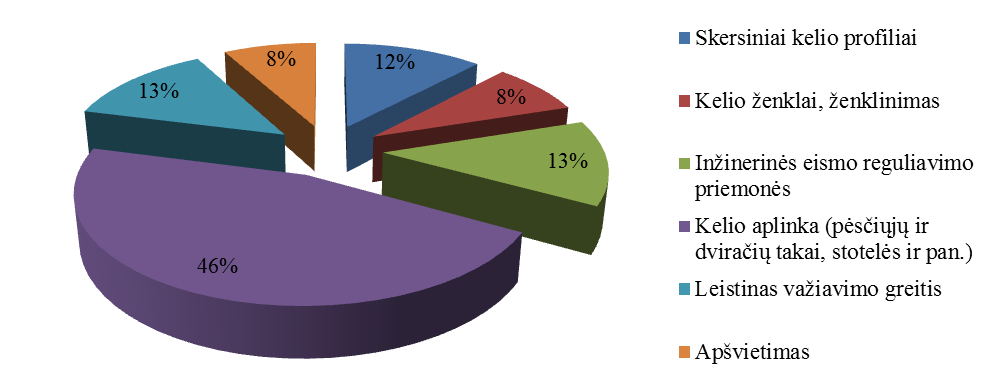 12%
8%
13%
46%
13%
8%
Skersiniai kelio profiliai
Kelio ženklai, ženklinimas
Inžinerinės eismo reguliavimo
priemonės
Kelio aplinka (pėsčiųjų ir
dviračių takai, stotelės ir pan.)
Leistinas važiavimo greitis
Apšvietimas